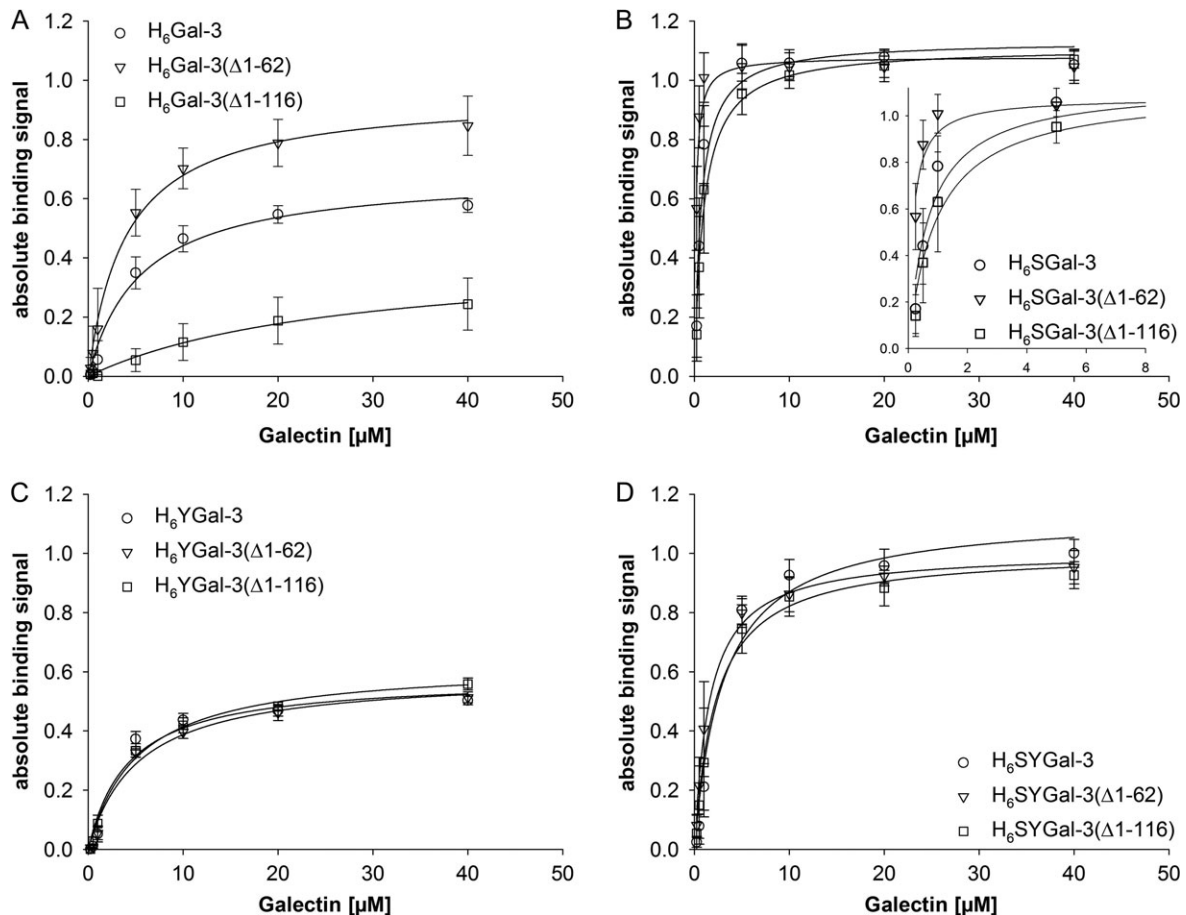 A
H₆Gal-3
H₆Gal-3(Δ1-62)
H₆Gal-3(Δ1-116)
absolute binding signal
1.2
1.0
0.8
0.6
0.4
0.2
0.0
0 10 20 30 40 50
Galectin [µM]
B
absolute binding signal
1.2
1.0
0.8
0.6
0.4
0.2
0.0
1.0
0.8
0.6
0.4
0.2
0.0
0 2 4 6 8
H₆SGal-3
H₆SGal-3(Δ1-62)
H₆SGal-3(Δ1-116)
0 10 20 30 40 50
Galectin [µM]
C
H₆YGal-3
H₆YGal-3(Δ1-62)
H₆YGal-3(Δ1-116)
absolute binding signal
1.2
1.0
0.8
0.6
0.4
0.2
0.0
0 10 20 30 40 50
Galectin [µM]
D
absolute binding signal
1.2
1.0
0.8
0.6
0.4
0.2
0.0
H₆SYGal-3
H₆SYGal-3(Δ1-62)
H₆SYGal-3(Δ1-116)
0 10 20 30 40 50
Galectin [µM]